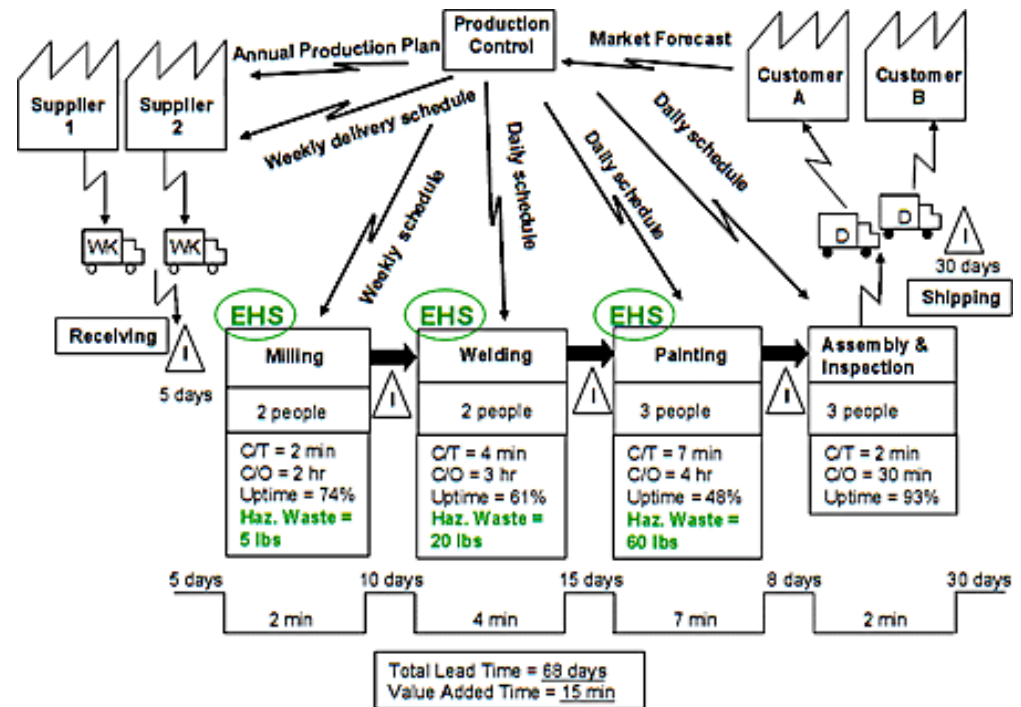 Production
Control
Annual Production Plan
Market Forecast
Supplier
1
Supplier
2
Customer
A
Customer
B
Weekly delivery schedule
Weekly schedule
Daily schedule
Daily schedule
Daily schedule
WK
WK
D
D
I
30 days
Shipping
Receiving
I
5 days
EHS
EHS
EHS
Milling
Welding
Painting
Assembly &
Inspection
I
I
I
2 people
2 people
3 people
3 people
C/T = 2 min
C/O = 2 hr
Uptime = 74%
Haz. Waste =
5 lbs
C/T = 4 min
C/O = 3 hr
Uptime = 61%
Haz. Waste =
20 lbs
C/T = 7 min
C/O = 4 hr
Uptime = 48%
Haz. Waste =
60 lbs
C/T = 2 min
C/O = 30 min
Uptime = 93%
5 days
10 days
15 days
8 days
30 days
2 min
4 min
7 min
2 min
Total Lead Time = 68 days
Value Added Time = 15 min